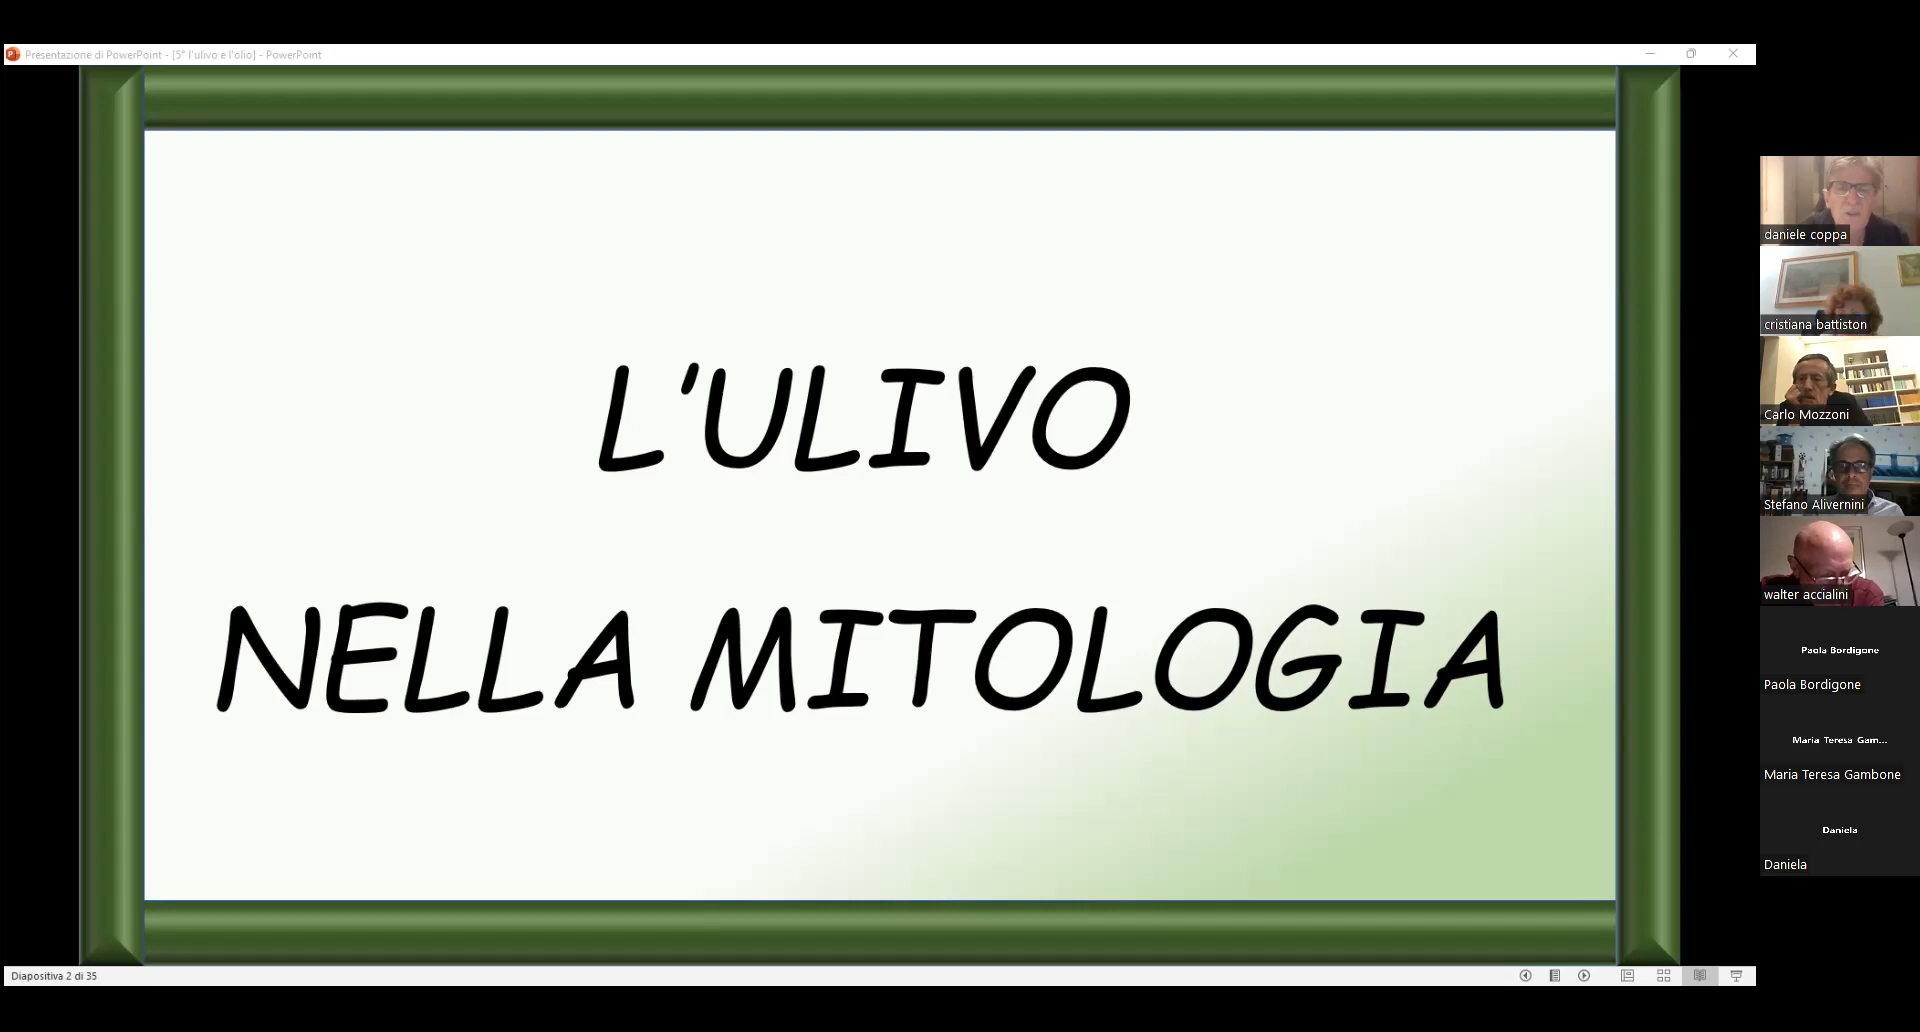 Presentazione di PowerPoint - [5° l'ulivo e l'olio] - PowerPoint
L'ULIVO
NELLA MITOLOGIA
Diapositiva 2 di 35
daniele coppa
cristiana battiston
Carlo Mozzoni
Stefano Alivernini
walter accialini
Paola Bordigone
Paola Bordigone
Maria Teresa Gam...
Maria Teresa Gambone
Daniela
Daniela